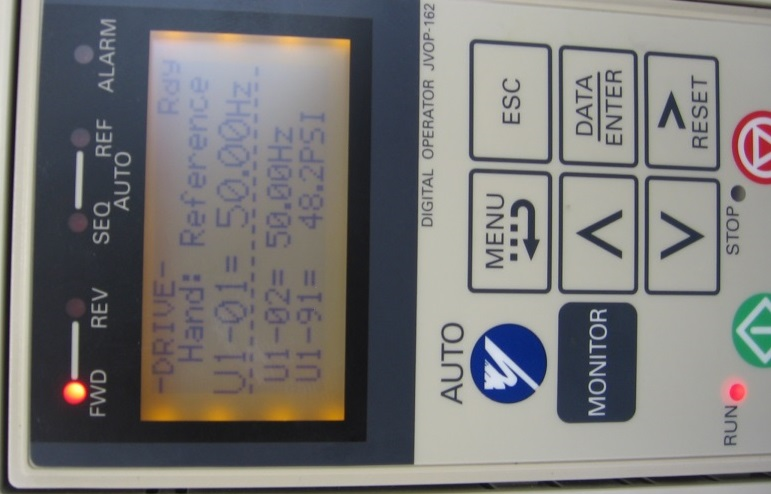 FWD REV SEQ REF ALARM
AUTO
-DRIVE- Rdy
Hand: Reference
U1-01= 50.00Hz
U1-02= 50.00Hz
U1-91= 48.2PSI
DIGITAL OPERATOR JVOP-162
AUTO MENU ESC
MONITOR DATA
ENTER
RESET
RUN STOP